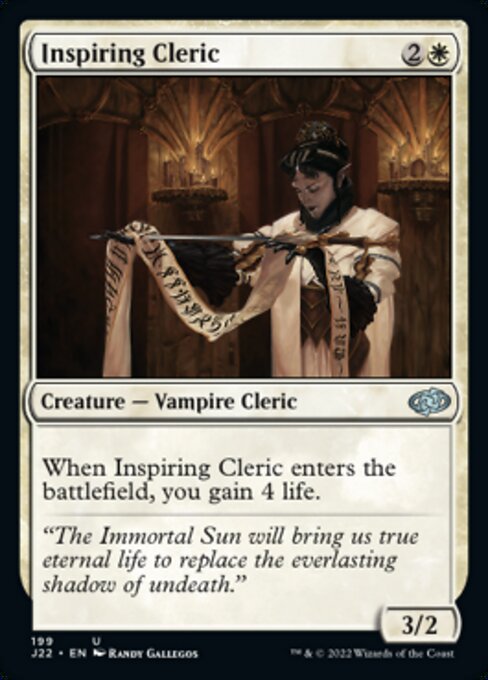 Inspiring Cleric 2
Creature — Vampire Cleric
When Inspiring Cleric enters the
battlefield, you gain 4 life.
“The Immortal Sun will bring us true
eternal life to replace the everlasting
shadow of undeath.”
3/2
199 U
J22 • EN Randy Gallegos
™ & © 2022 Wizards of the Coast